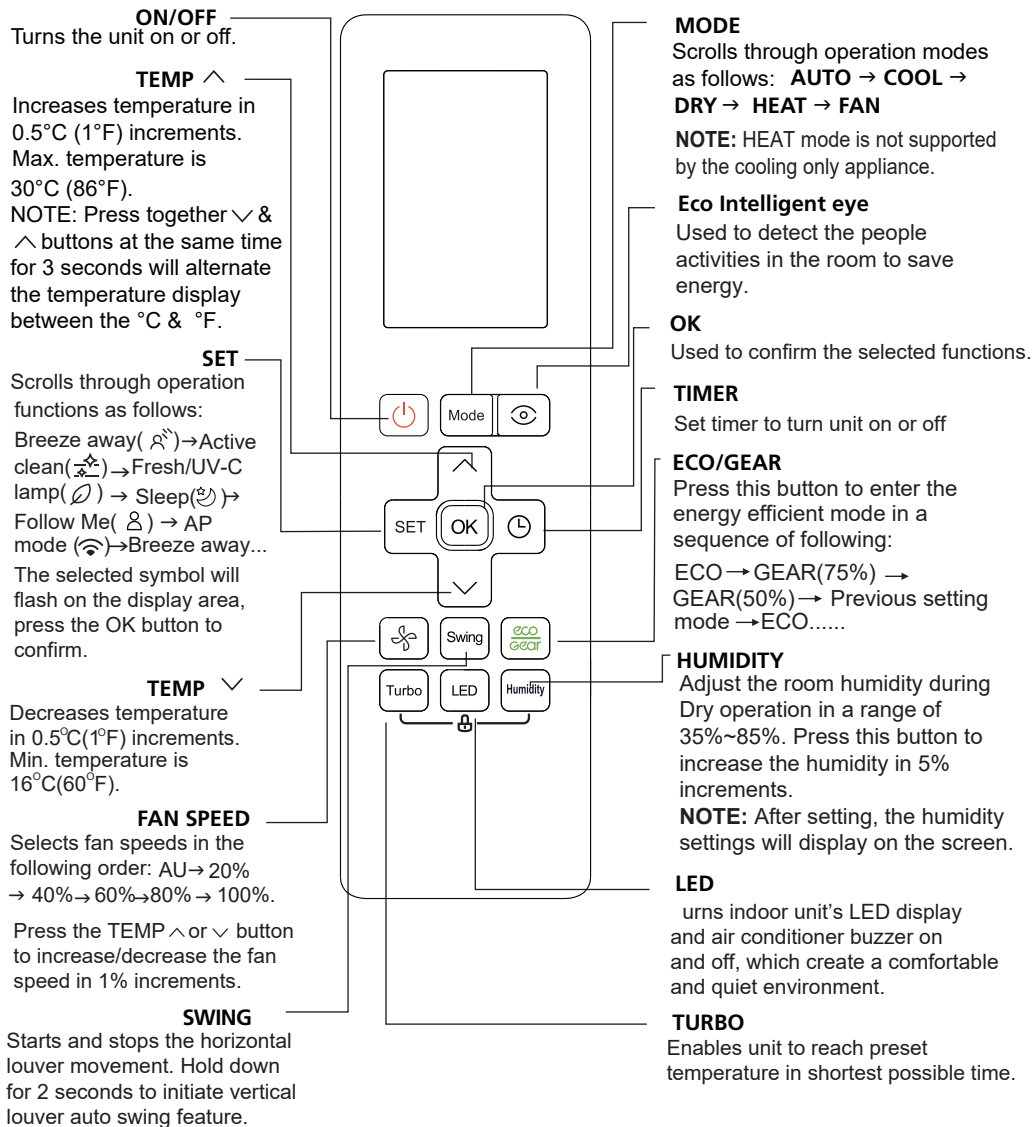 ON/OFF
Turns the unit on or off.
TEMP ︿
Increases temperature in
0.5°C (1°F) increments.
Max. temperature is
30°C (86°F).
NOTE: Press together ﹀ &
︿ buttons at the same time
for 3 seconds will alternate
the temperature display
between the °C & °F.
SET
Scrolls through operation
functions as follows:
Breeze away( )→Active
clean( )→Fresh/UV-C
lamp( ) → Sleep( )→
Follow Me( ) → AP
mode ( )→Breeze away...
The selected symbol will
flash on the display area,
press the OK button to
confirm.
TEMP ﹀
Decreases temperature
in 0.5°C(1°F) increments.
Min. temperature is
16°C(60°F).
FAN SPEED
Selects fan speeds in the
following order: AU→ 20%
→ 40%→ 60%→80% → 100%.
Press the TEMP ︿ or ﹀ button
to increase/decrease the fan
speed in 1% increments.
SWING
Starts and stops the horizontal
louver movement. Hold down
for 2 seconds to initiate vertical
louver auto swing feature.
Mode
SET
OK
Swing
eco
Gear
Turbo
LED
Humidity
MODE
Scrolls through operation modes
as follows: AUTO → COOL →
DRY → HEAT → FAN
NOTE: HEAT mode is not supported
by the cooling only appliance.
Eco Intelligent eye
Used to detect the people
activities in the room to save
energy.
OK
Used to confirm the selected functions.
TIMER
Set timer to turn unit on or off
ECO/GEAR
Press this button to enter the
energy efficient mode in a
sequence of following:
ECO → GEAR(75%) →
GEAR(50%)→ Previous setting
mode →ECO......
HUMIDITY
Adjust the room humidity during
Dry operation in a range of
35%~85%. Press this button to
increase the humidity in 5%
increments.
NOTE: After setting, the humidity
settings will display on the screen.
LED
urns indoor unit's LED display
and air conditioner buzzer on
and off, which create a comfortable
and quiet environment.
TURBO
Enables unit to reach preset
temperature in shortest possible time.